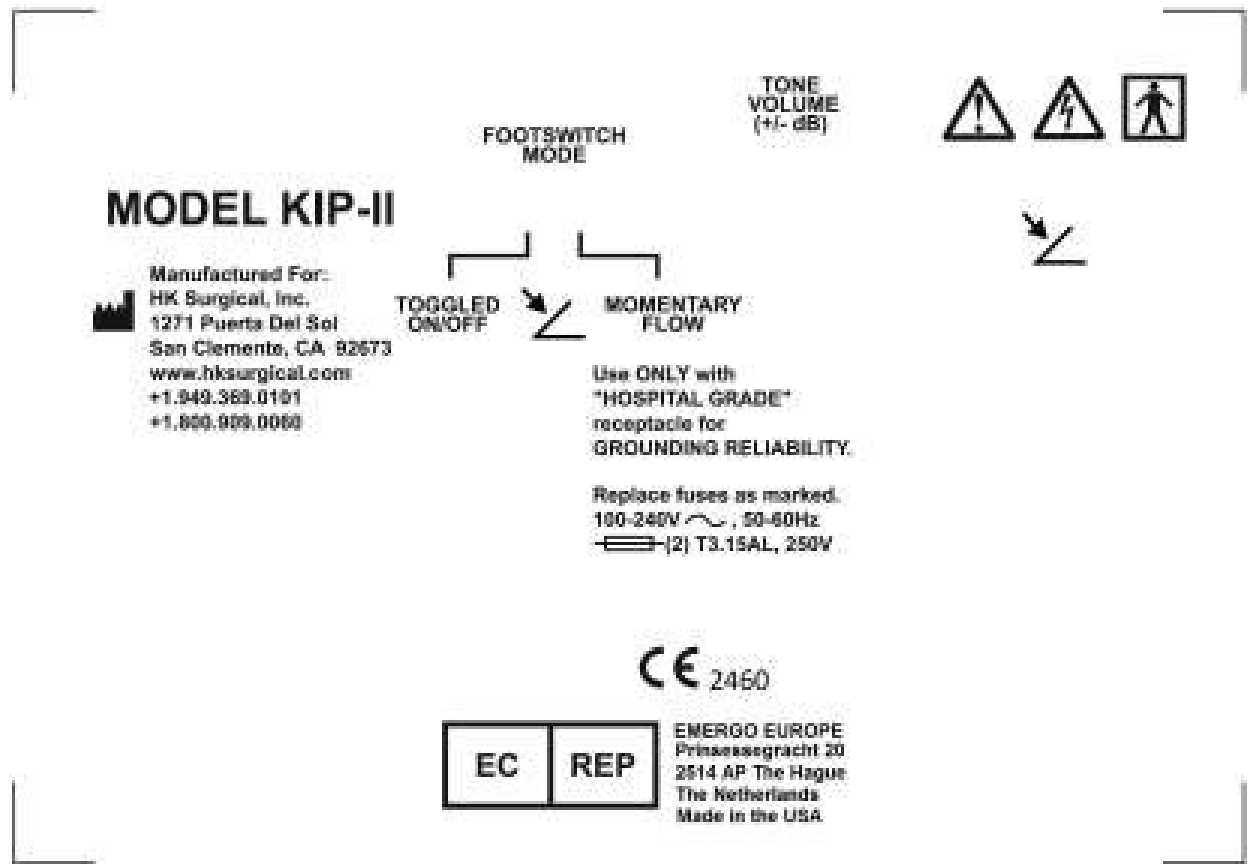 TONE
VOLUME
(+/- dB)
FOOTSWITCH
MODE
MODEL KIP-II
Manufactured For:
HK Surgical, Inc.
1271 Puerta Del Sol
San Clemente, CA 92673
www.hksurgical.com
+1.949.369.0101
+1.800.909.0060
TOGGLED
ON/OFF
MOMENTARY
FLOW
Use ONLY with
"HOSPITAL GRADE"
receptacle for
GROUNDING RELIABILITY.
Replace fuses as marked.
100-240V , 50-60Hz
(2) T3.15AL, 250V
CE 2460
EC REP
EMERGO EUROPE
Prinsessegracht 20
2514 AP The Hague
The Netherlands
Made in the USA